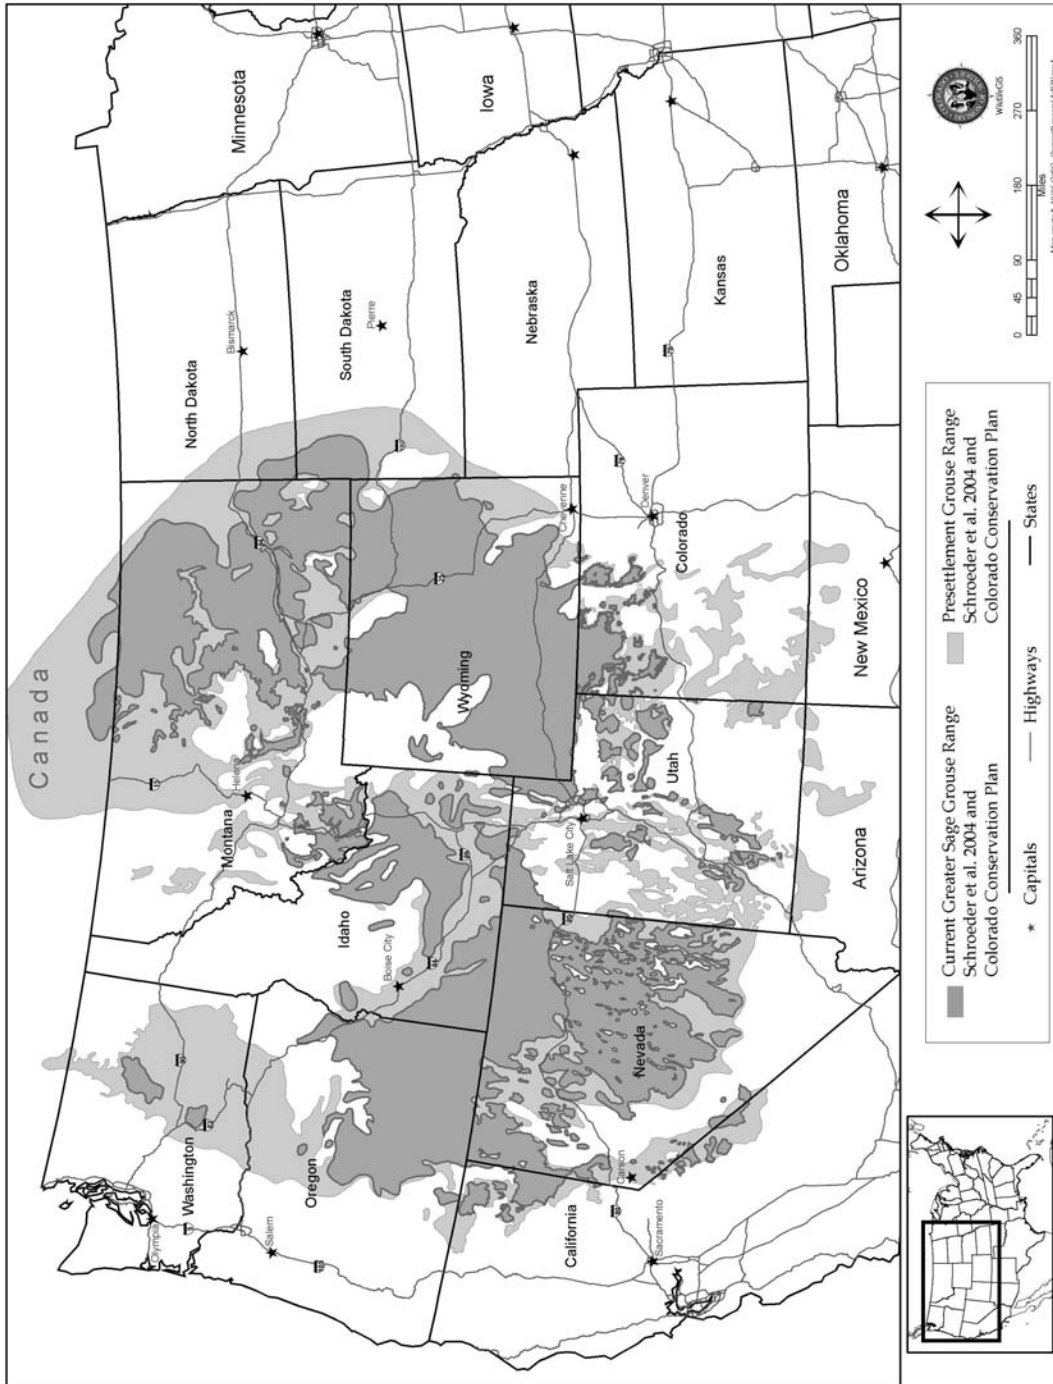 Canada
Washington
Olympia
Oregon
Salem
California
Sacramento
Carson
Nevada
Idaho
Boise City
Montana
Helena
Wyoming
Cheyenne
Utah
Salt Lake City
Colorado
Denver
Arizona
New Mexico
North Dakota
Bismarck
South Dakota
Pierre
Nebraska
Kansas
Oklahoma
Minnesota
Iowa
Current Greater Sage Grouse Range
Schroeder et al. 2004 and
Colorado Conservation Plan
Presettlement Grouse Range
Schroeder et al. 2004 and
Colorado Conservation Plan
Capitals
Highways
States
WildlifeGIS
0 45 90 180 270 360
Miles